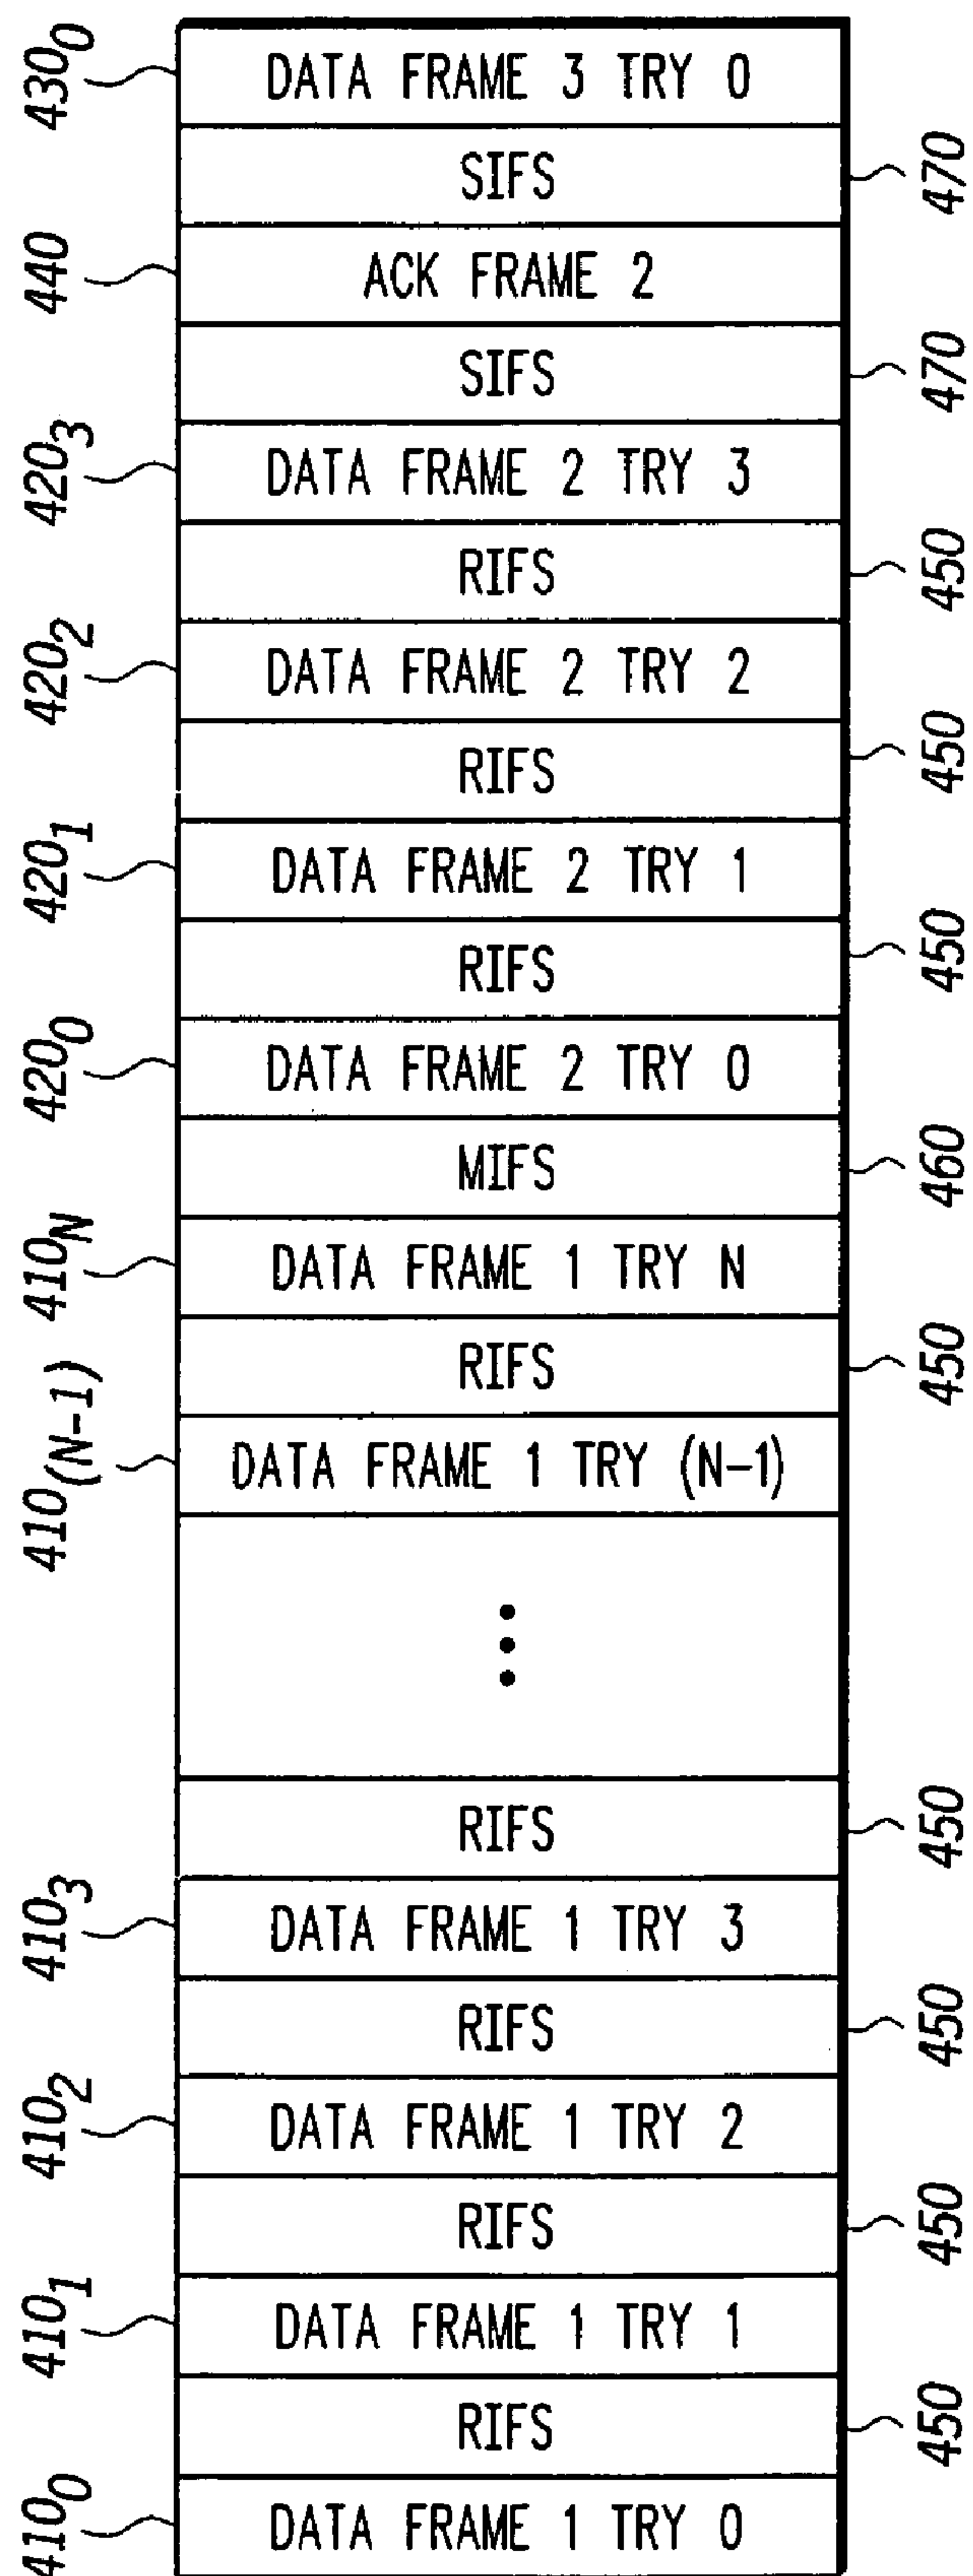 430₀
DATA FRAME 3 TRY 0
SIFS
470
440
ACK FRAME 2
SIFS
470
420₃
DATA FRAME 2 TRY 3
RIFS
450
420₂
DATA FRAME 2 TRY 2
RIFS
450
420₁
DATA FRAME 2 TRY 1
RIFS
450
420₀
DATA FRAME 2 TRY 0
MIFS
460
410N
DATA FRAME 1 TRY N
RIFS
450
410(N-1)
DATA FRAME 1 TRY (N-1)
RIFS
450
410₃
DATA FRAME 1 TRY 3
RIFS
450
410₂
DATA FRAME 1 TRY 2
RIFS
450
410₁
DATA FRAME 1 TRY 1
RIFS
450
410₀
DATA FRAME 1 TRY 0